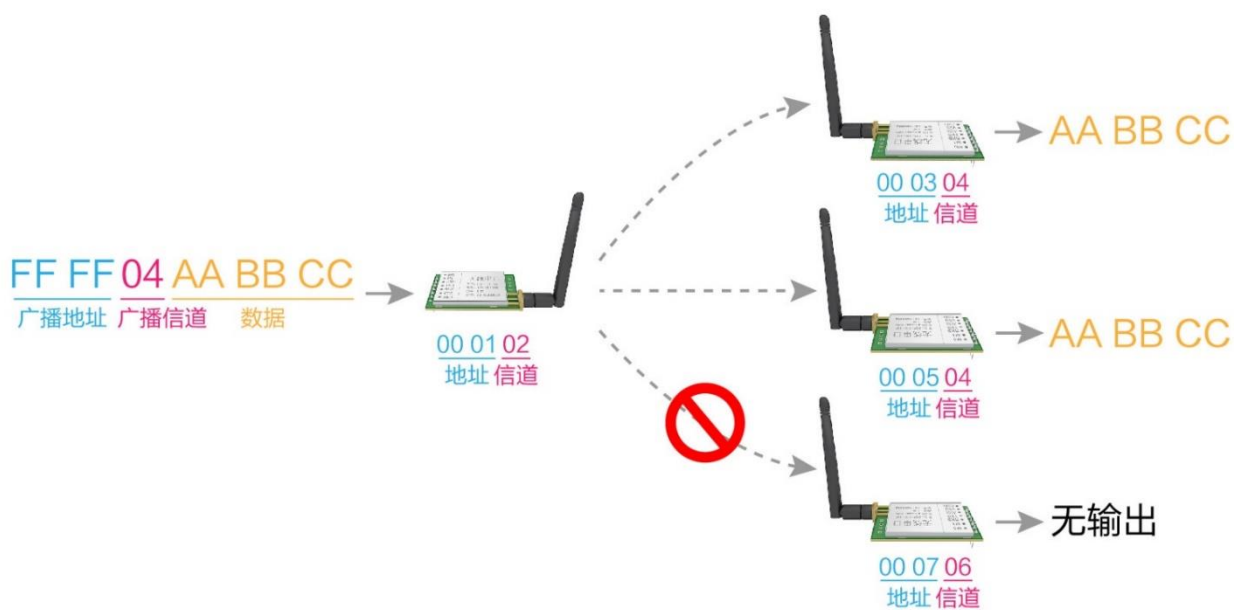 AA BB CC
00 03 04
地址 信道
FF FF 04 AA BB CC
广播地址 广播信道 数据
00 01 02
地址 信道
AA BB CC
00 05 04
地址 信道
无输出
00 07 06
地址 信道